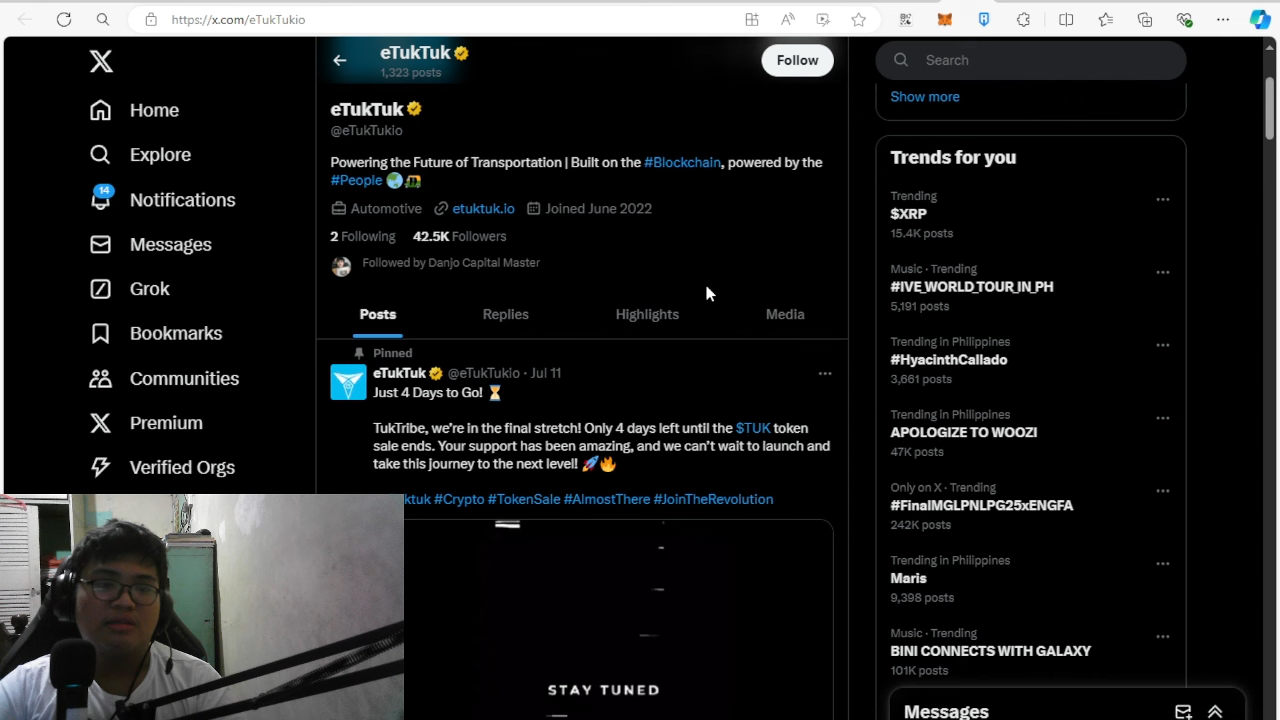 https://x.com/eTukTukio
Home
Explore
14
Notifications
Messages
Grok
Bookmarks
Communities
Premium
Verified Orgs
eTukTuk
1,323 posts
Follow
eTukTuk
@eTukTukio
Powering the Future of Transportation | Built on the #Blockchain, powered by the
#People
Automotive etuktuk.io Joined June 2022
2 Following 42.5K Followers
Followed by Danjo Capital Master
Posts Replies Highlights Media
Pinned
eTukTuk @eTukTukio · Jul 11
Just 4 Days to Go!
TukTribe, we're in the final stretch! Only 4 days left until the $TUK token
sale ends. Your support has been amazing, and we can't wait to launch and
take this journey to the next level!
#Crypto #TokenSale #AlmostThere #JoinTheRevolution
STAY TUNED
Search
Show more
Trends for you
Trending
$XRP
15.4K posts
Music · Trending
#IVE_WORLD_TOUR_IN_PH
5,191 posts
Trending in Philippines
#HyacinthCallado
3,661 posts
Trending in Philippines
APOLOGIZE TO WOOZI
47K posts
Only on X · Trending
#FinalMGLPNLPG25xENGFA
242K posts
Trending in Philippines
Maris
9,398 posts
Music · Trending
BINI CONNECTS WITH GALAXY
101K posts
Messages